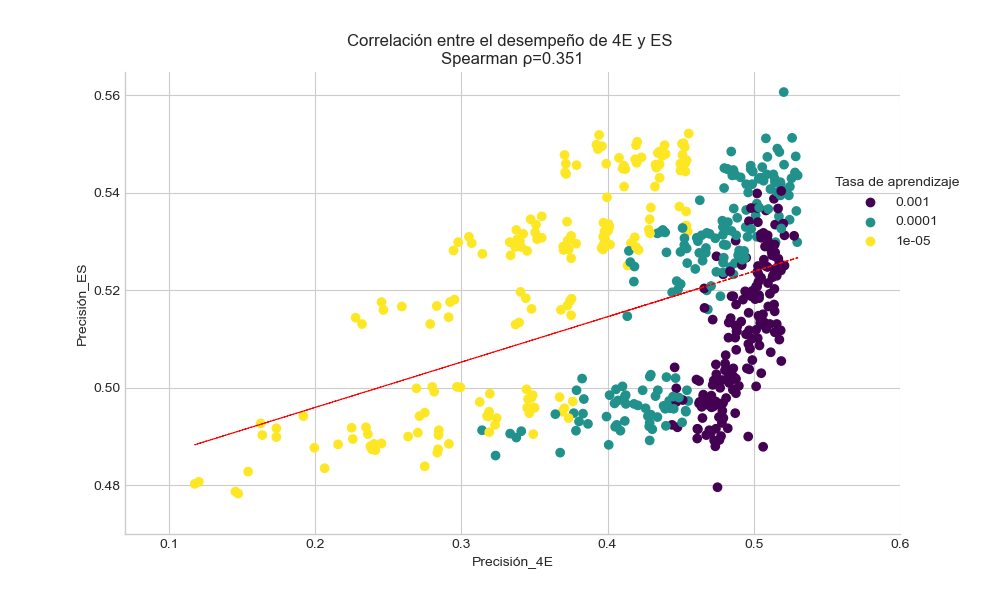 Correlación entre el desempeño de 4E y ES
Spearman ρ=0.351
0.56
0.54
0.52
0.50
0.48
Precisión_ES
0.1
0.2
0.3
0.4
0.5
0.6
Precisión_4E
Tasa de aprendizaje
0.001
0.0001
1e-05